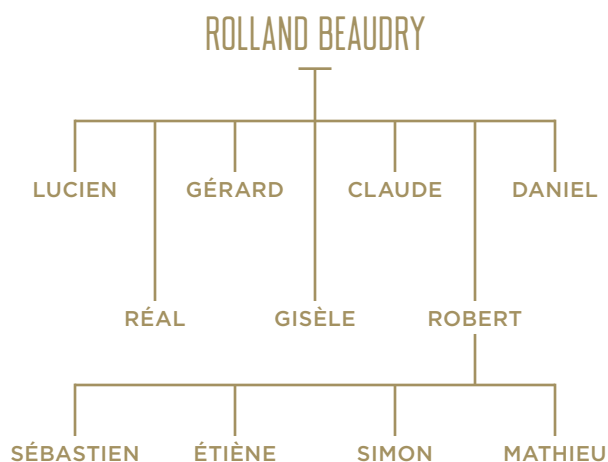 ROLLAND BEAUDRY
LUCIEN GÉRARD CLAUDE DANIEL
RÉAL GISÈLE ROBERT
SÉBASTIEN ÉTIÈNE SIMON MATHIEU